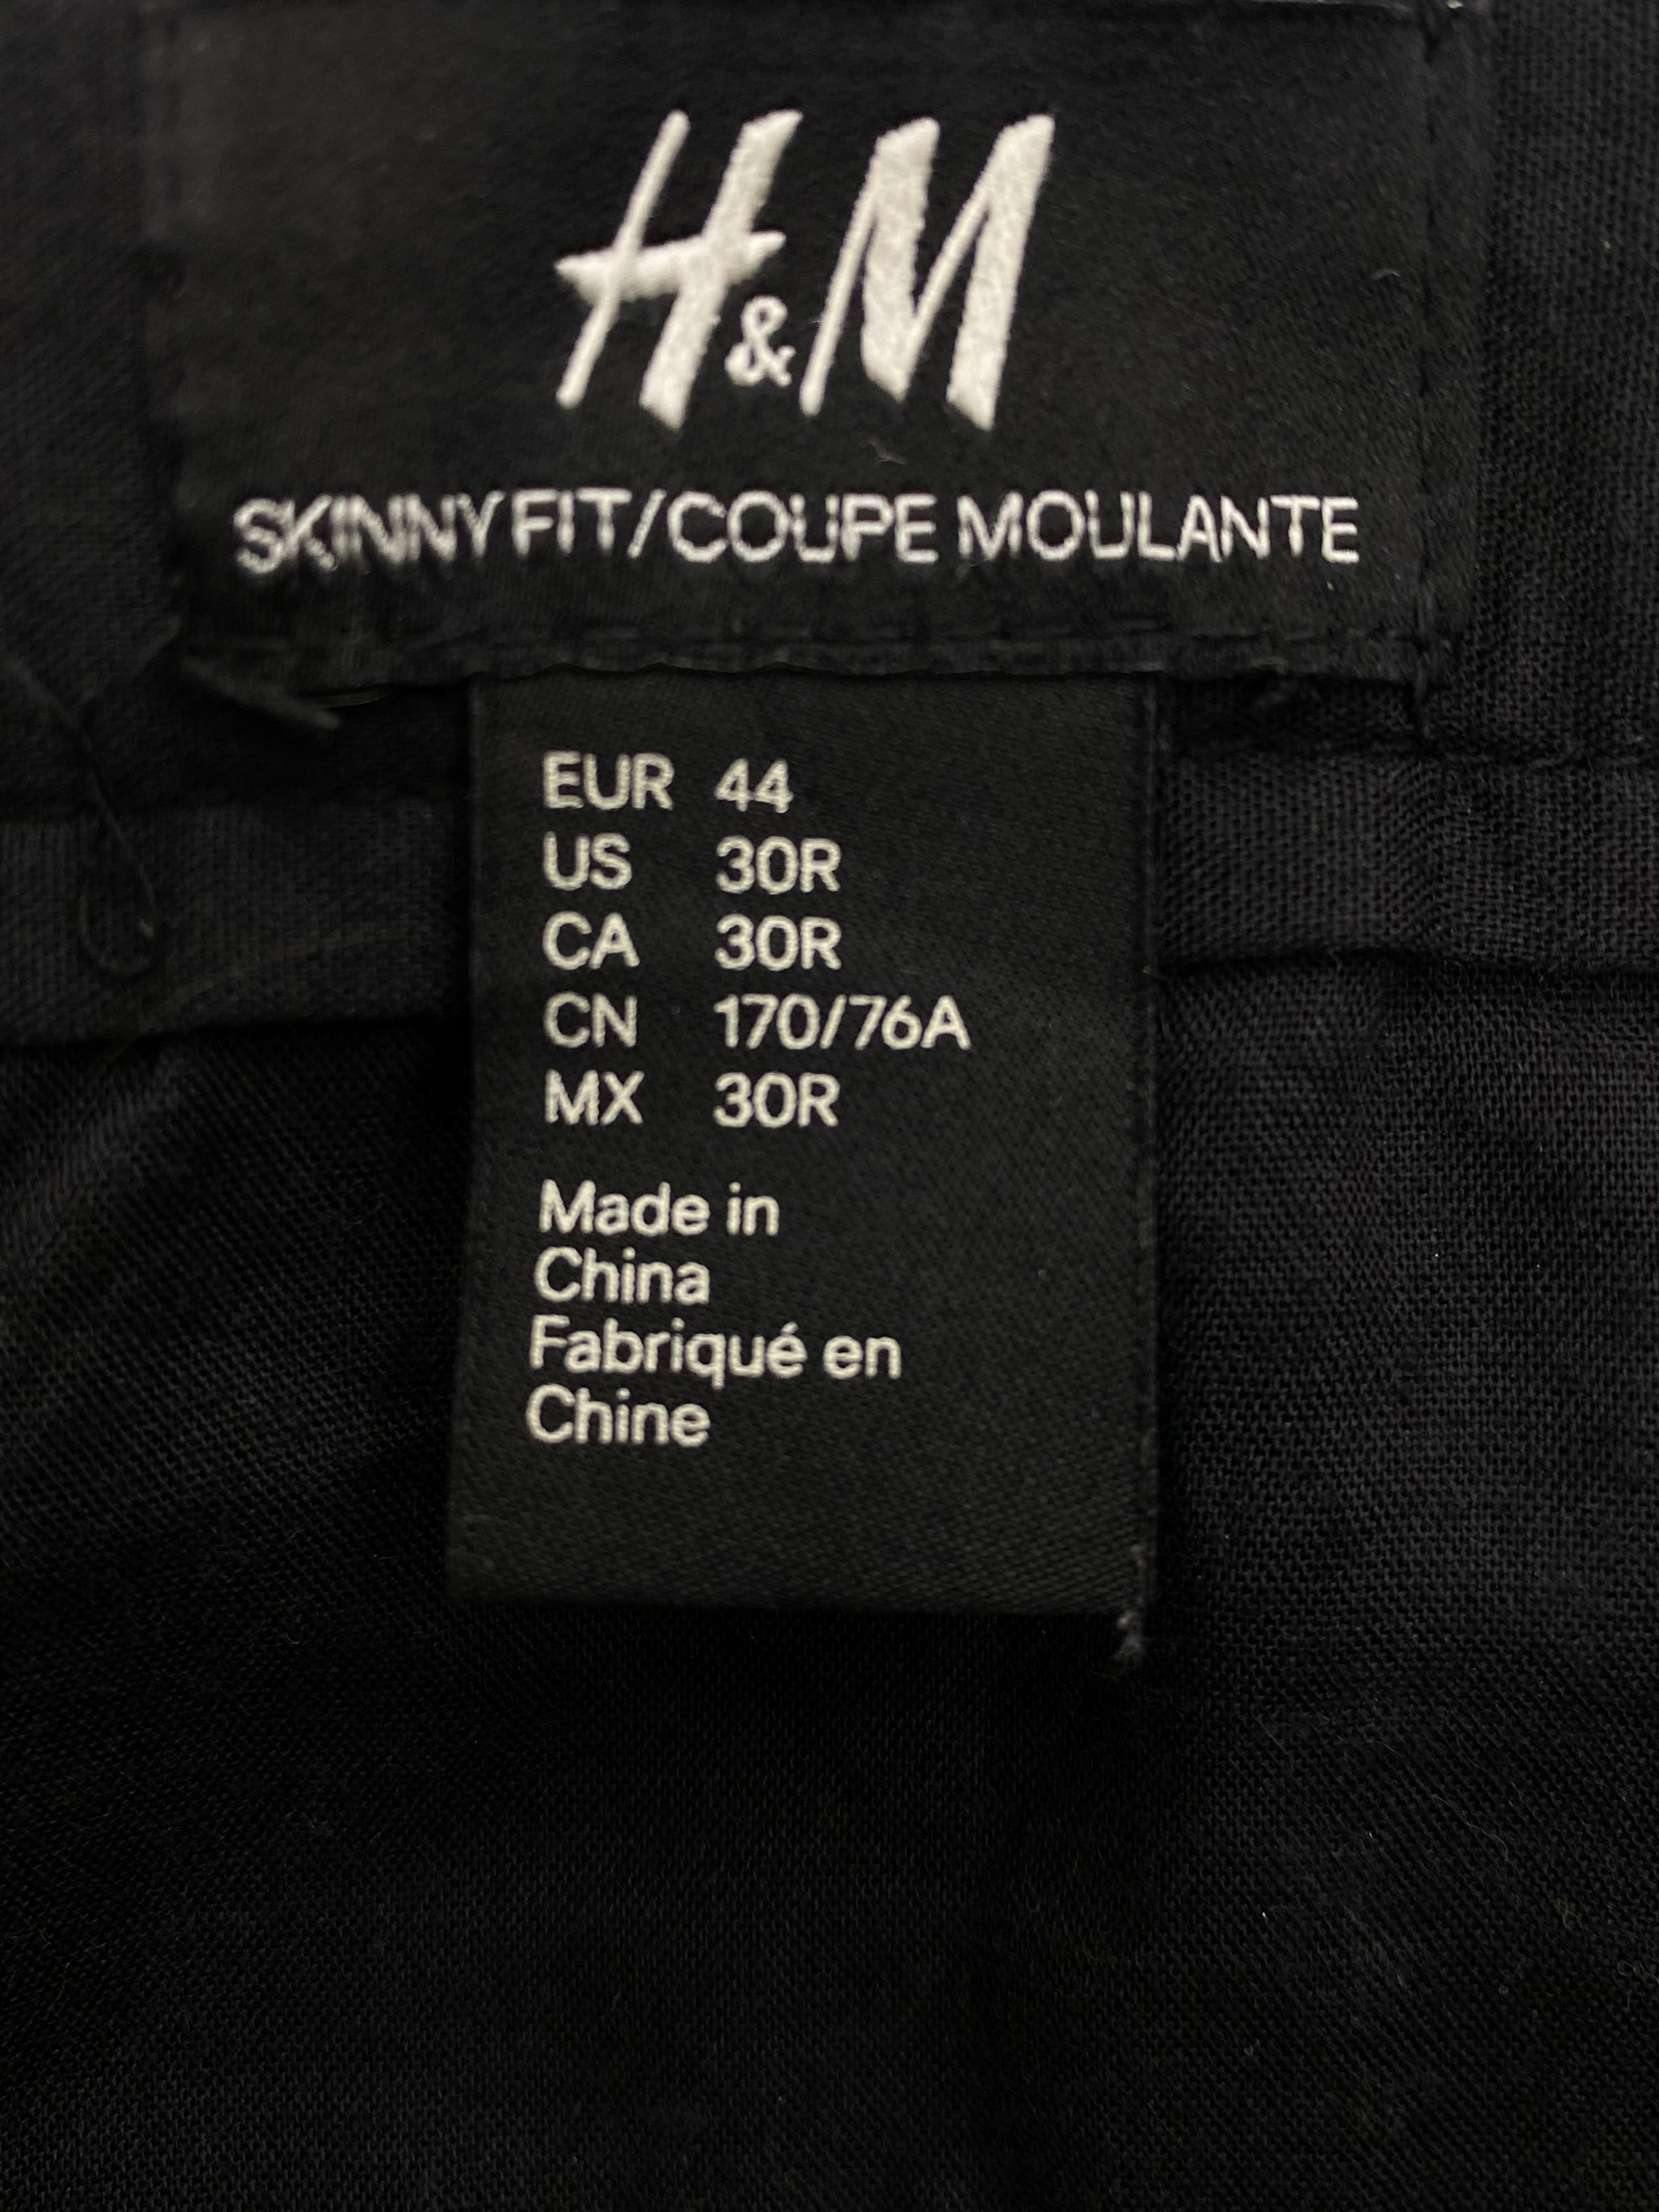 H&M
SKINNY FIT/COUPE MOULANTE
EUR 44
US 30R
CA 30R
CN 170/76A
MX 30R
Made in
China
Fabriqué en
Chine